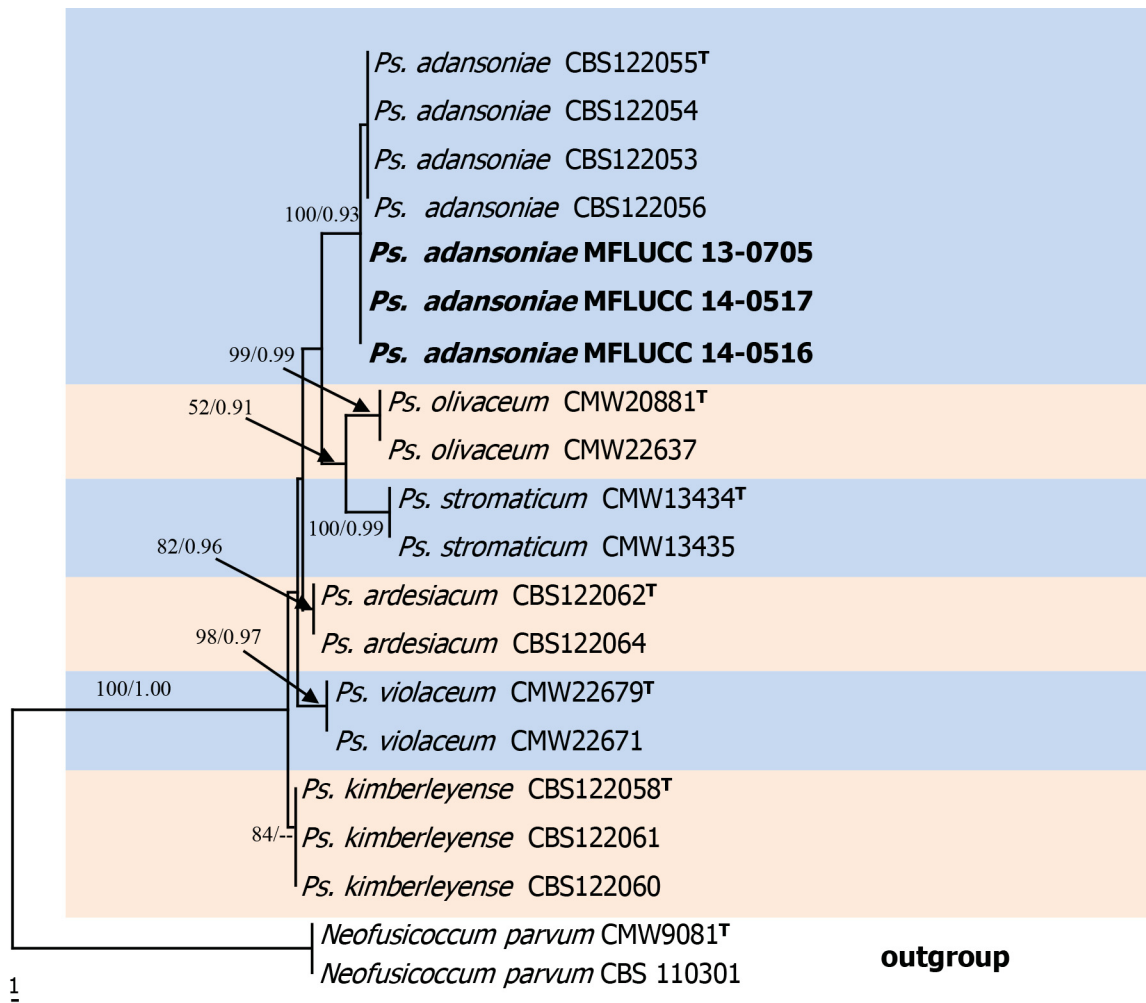 Ps. adansoniae CBS122055ᵀ
Ps. adansoniae CBS122054
Ps. adansoniae CBS122053
Ps. adansoniae CBS122056
100/0.93
Ps. adansoniae MFLUCC 13-0705
Ps. adansoniae MFLUCC 14-0517
Ps. adansoniae MFLUCC 14-0516
99/0.99
Ps. olivaceum CMW20881ᵀ
52/0.91
Ps. olivaceum CMW22637
Ps. stromaticum CMW13434ᵀ
100/0.99
Ps. stromaticum CMW13435
82/0.96
Ps. ardesiacum CBS122062ᵀ
Ps. ardesiacum CBS122064
98/0.97
100/1.00
Ps. violaceum CMW22679ᵀ
Ps. violaceum CMW22671
Ps. kimberleyense CBS122058ᵀ
84/--
Ps. kimberleyense CBS122061
Ps. kimberleyense CBS122060
Neofusicoccum parvum CMW9081ᵀ
outgroup
Neofusicoccum parvum CBS 110301
1